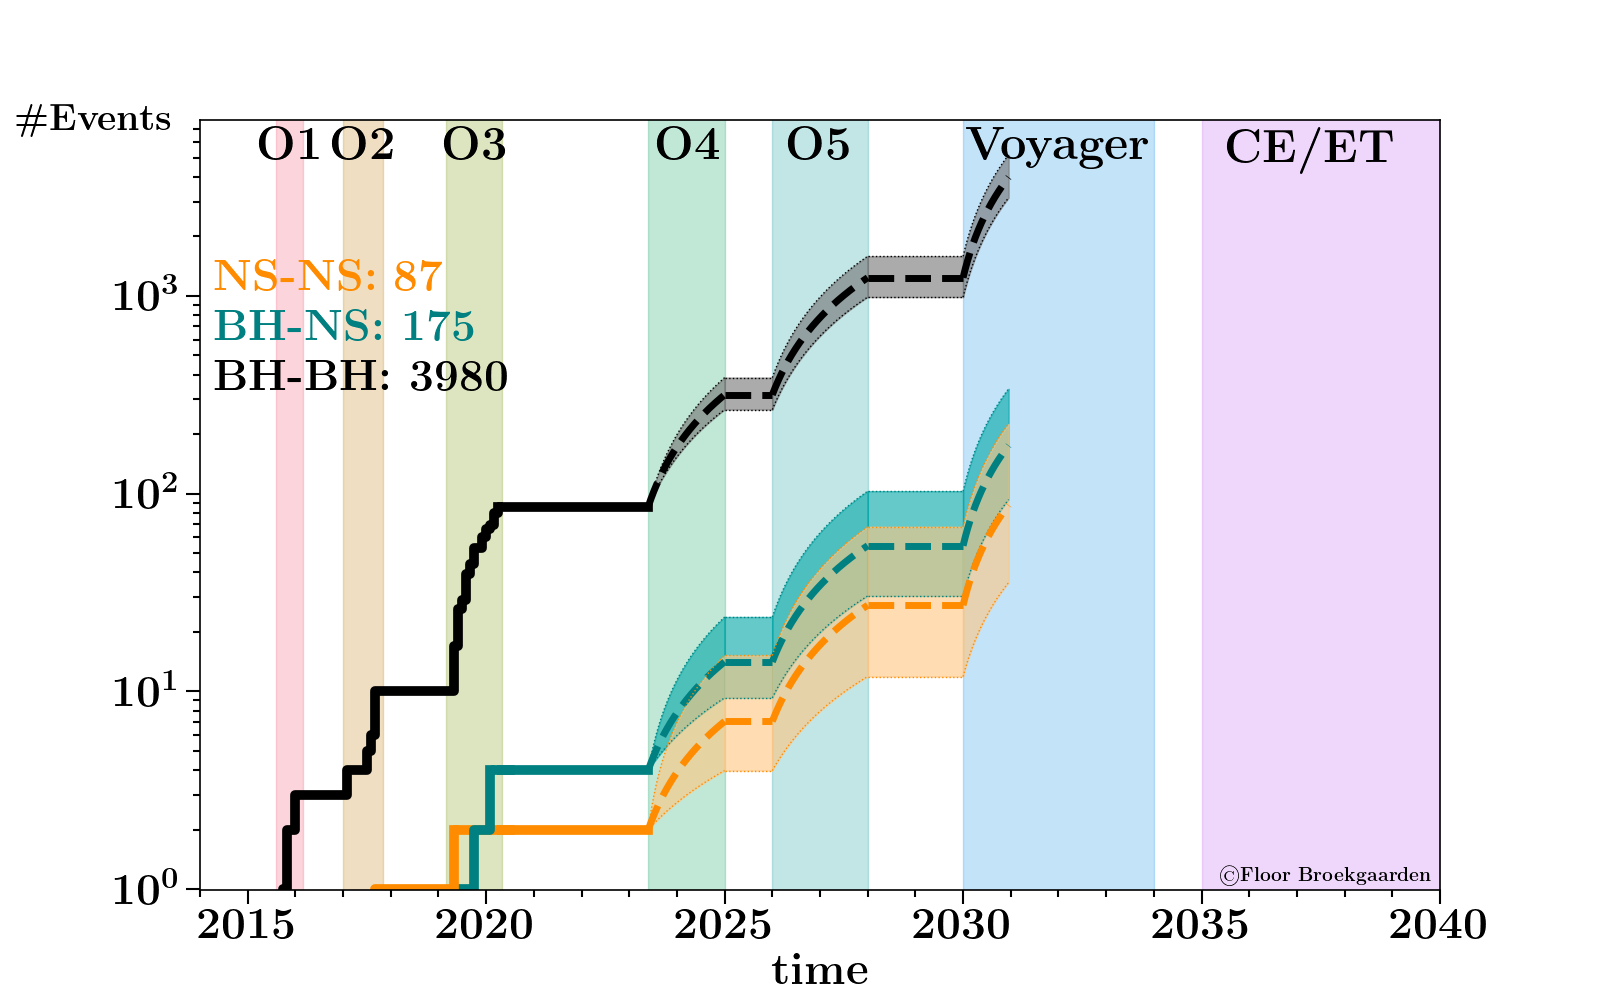 #Events
O1 O2 O3 O4 O5 Voyager CE/ET
NS-NS: 87
BH-NS: 175
BH-BH: 3980
10³
10²
10¹
10⁰
©Floor Broekgaarden
2015 2020 2025 2030 2035 2040
time